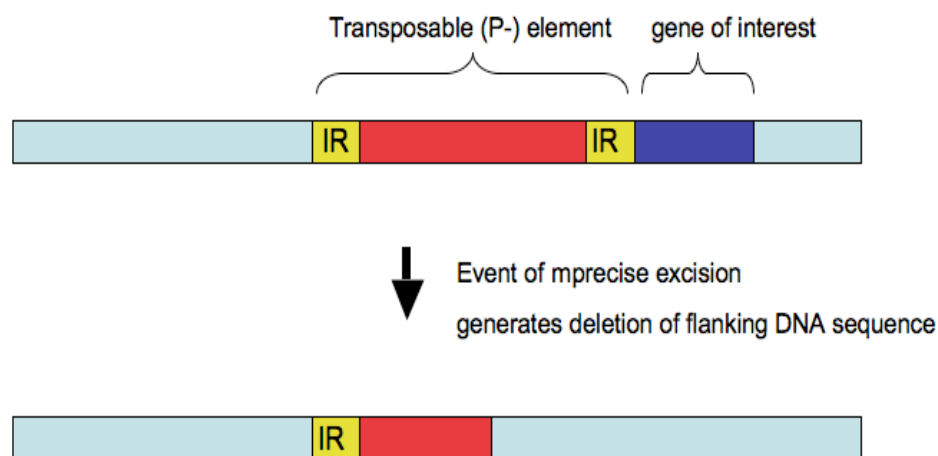 Transposable (P-) element gene of interest
IR IR
Event of mprecise excision
generates deletion of flanking DNA sequence
IR